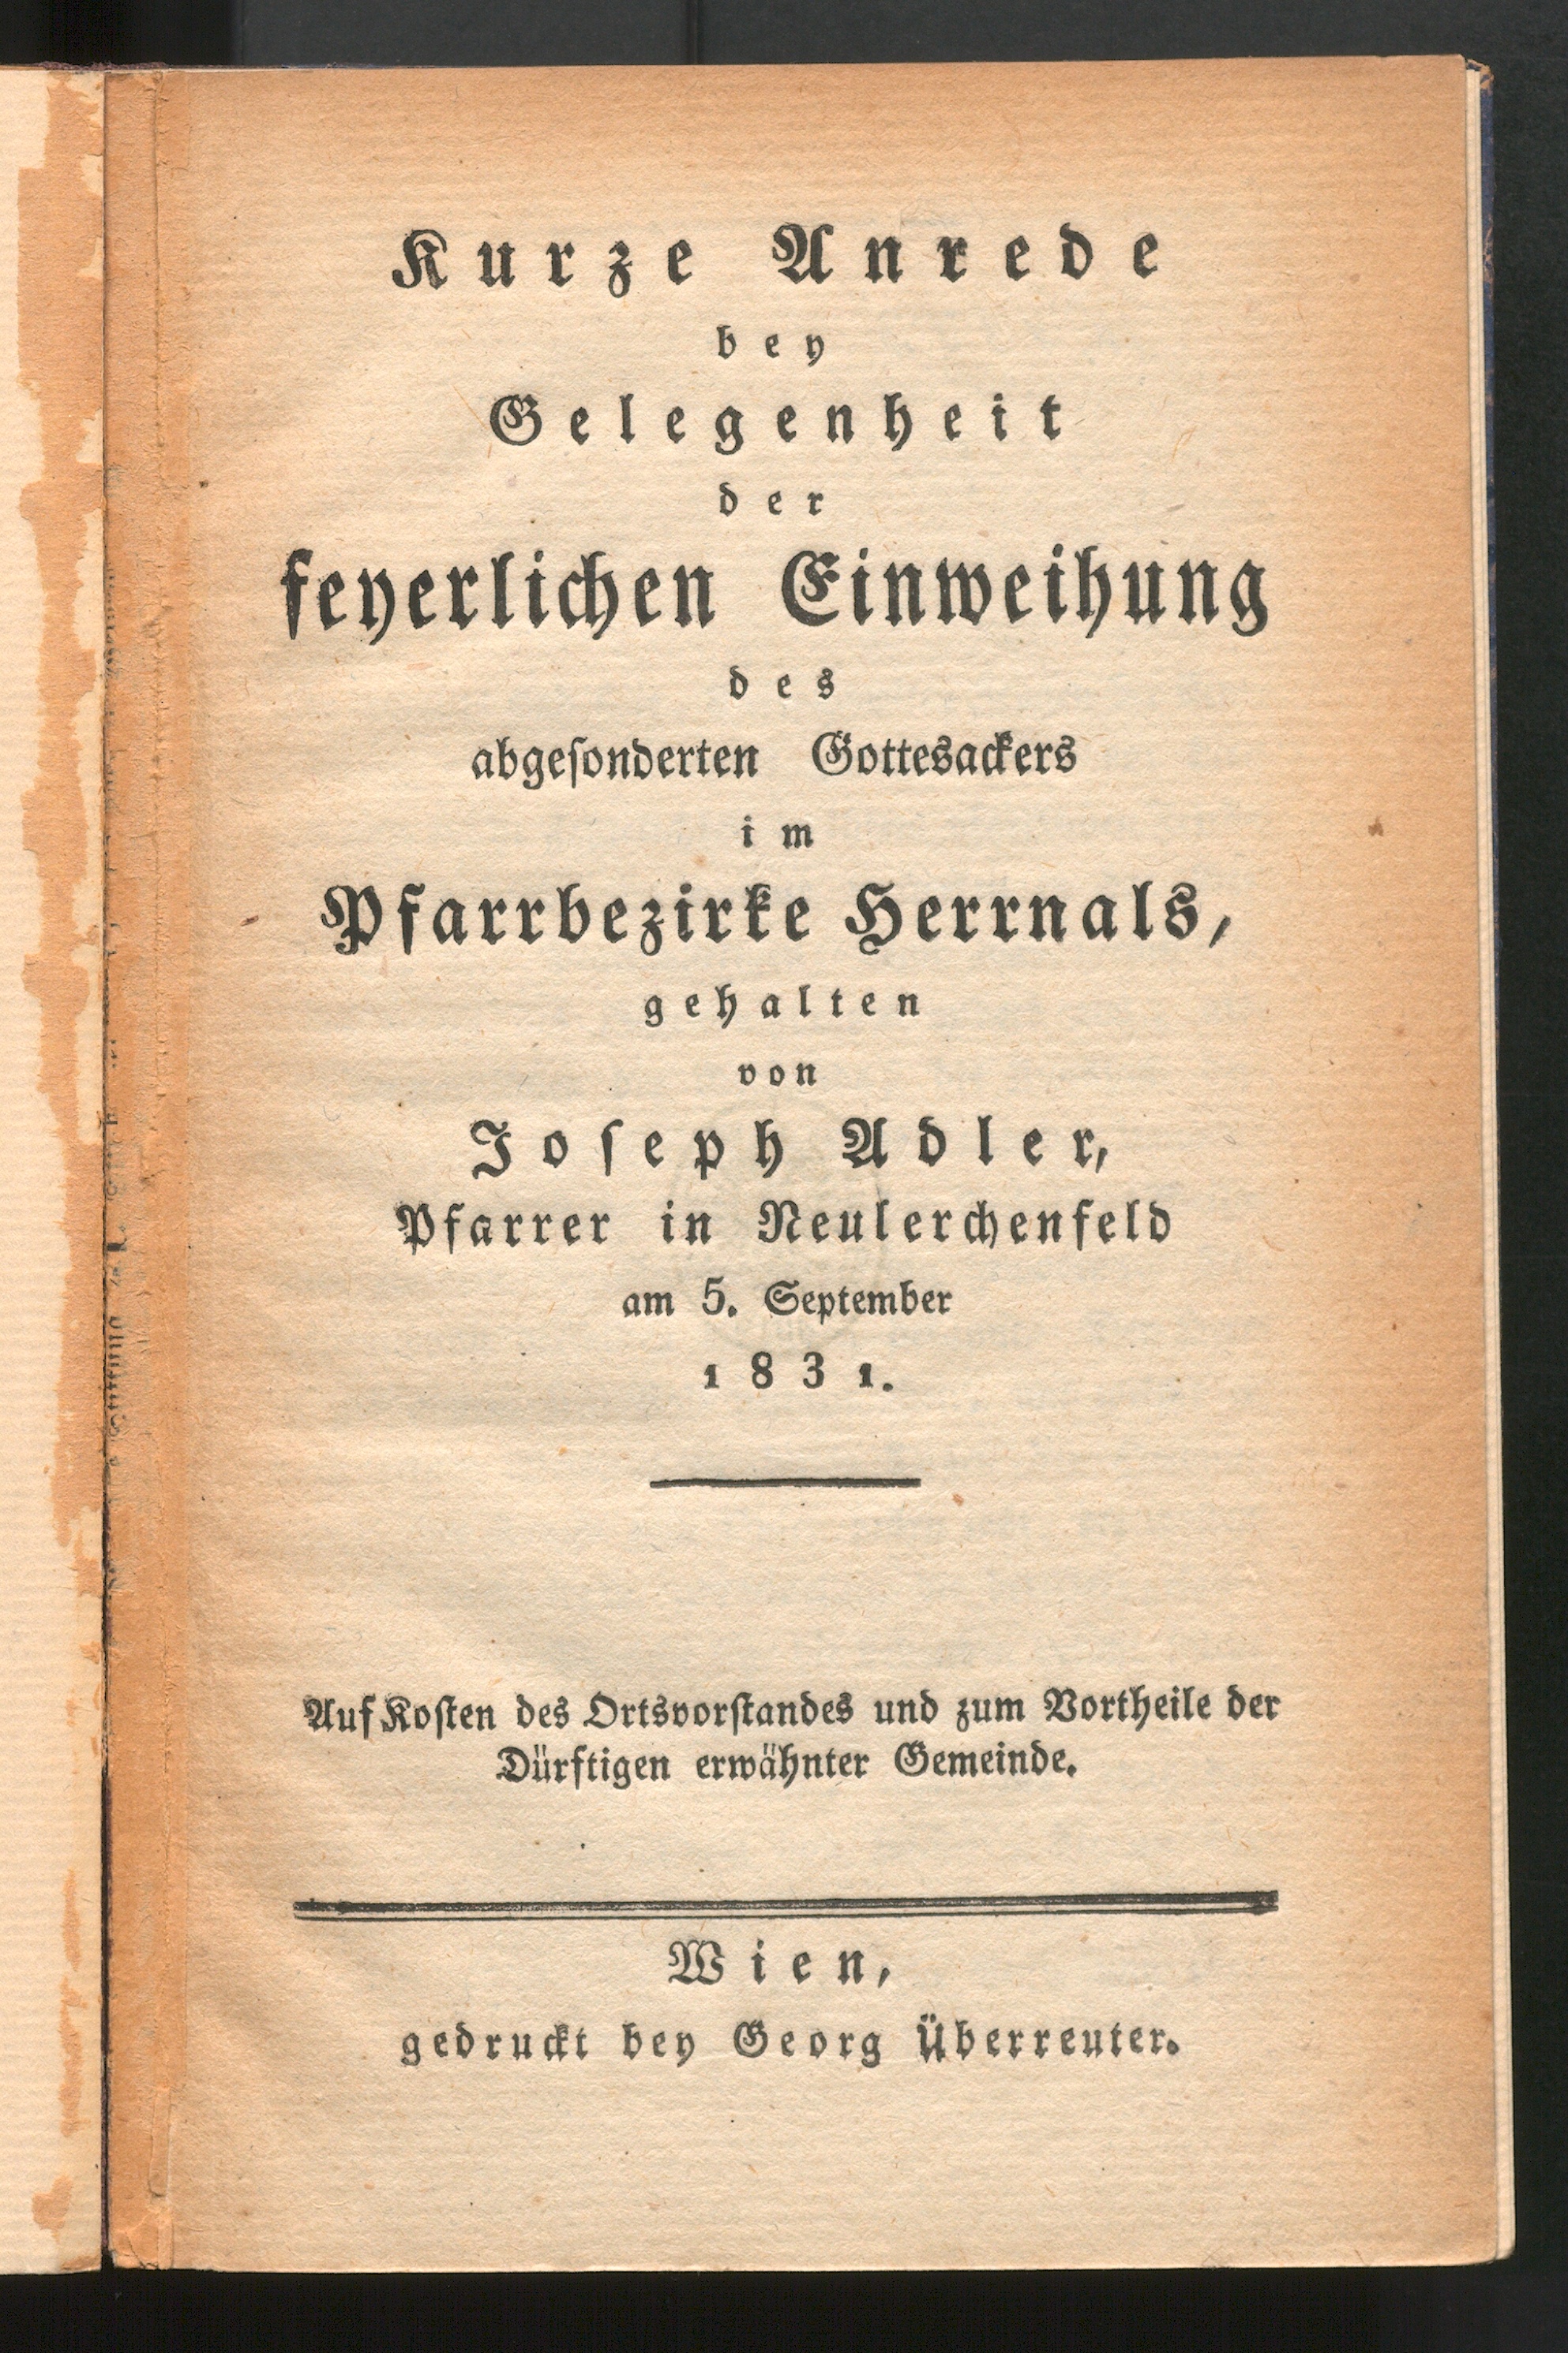 Kurze Anrede
bey
Gelegenheit
der
feyerlichen Einweihung
des
abgeſonderten Gottesackers
im
Pfarrbezirke Herrnals,
gehalten
von
Joſeph Adler,
Pfarrer in Neulerchenfeld
am 5. September
1831.
Auf Koſten des Ortsvorſtandes und zum Vortheile der
Dürftigen erwähnter Gemeinde.
Wien,
gedruckt bey Georg Überreuter.